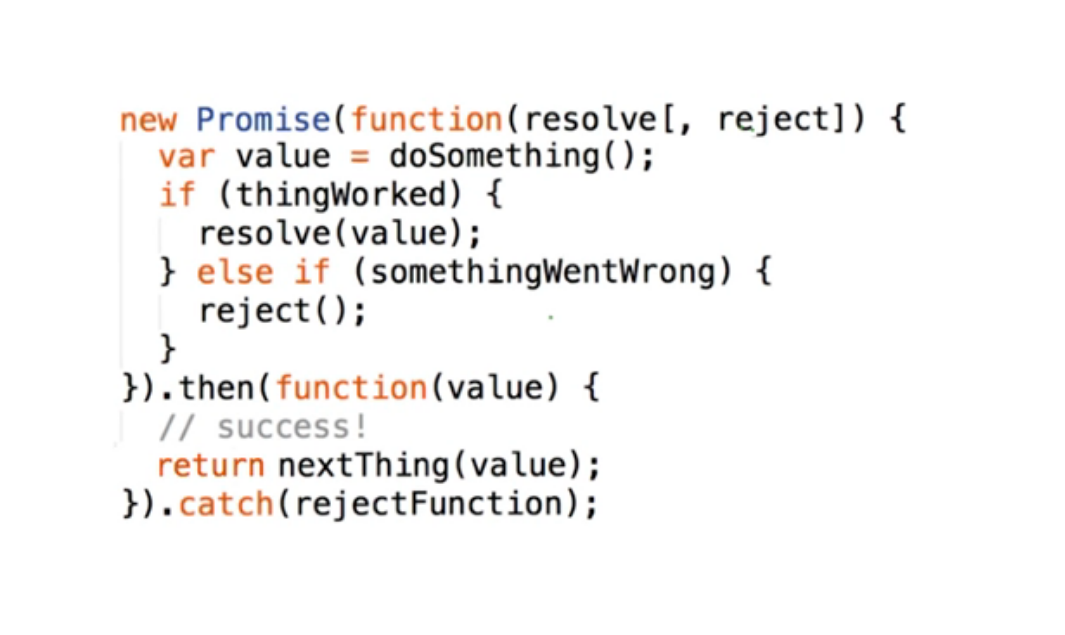 new Promise(function(resolve[, reject]) {
  var value = doSomething();
  if (thingWorked) {
    resolve(value);
  } else if (somethingWentWrong) {
    reject();
  }
}).then(function(value) {
  // success!
  return nextThing(value);
}).catch(rejectFunction);